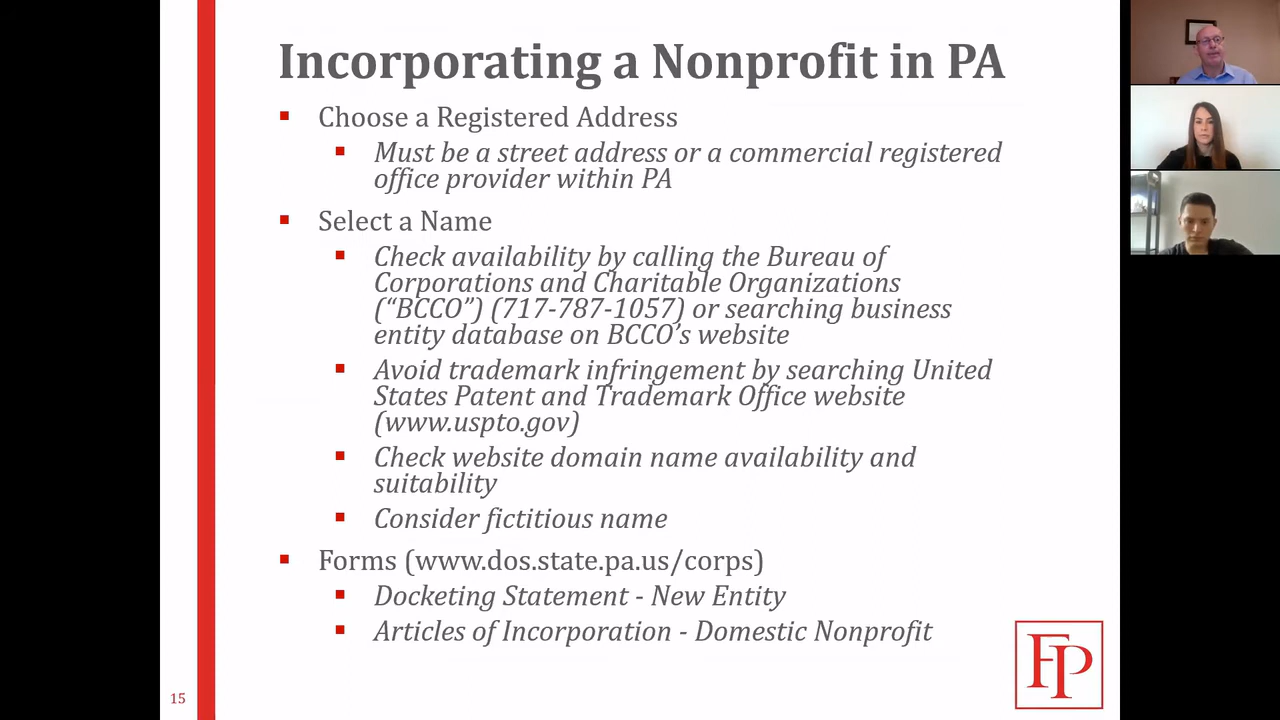 Incorporating a Nonprofit in PA
Choose a Registered Address
Must be a street address or a commercial registered
office provider within PA
Select a Name
Check availability by calling the Bureau of
Corporations and Charitable Organizations
(“BCCO”) (717-787-1057) or searching business
entity database on BCCO’s website
Avoid trademark infringement by searching United
States Patent and Trademark Office website
(www.uspto.gov)
Check website domain name availability and
suitability
Consider fictitious name
Forms (www.dos.state.pa.us/corps)
Docketing Statement - New Entity
Articles of Incorporation - Domestic Nonprofit
15
FP